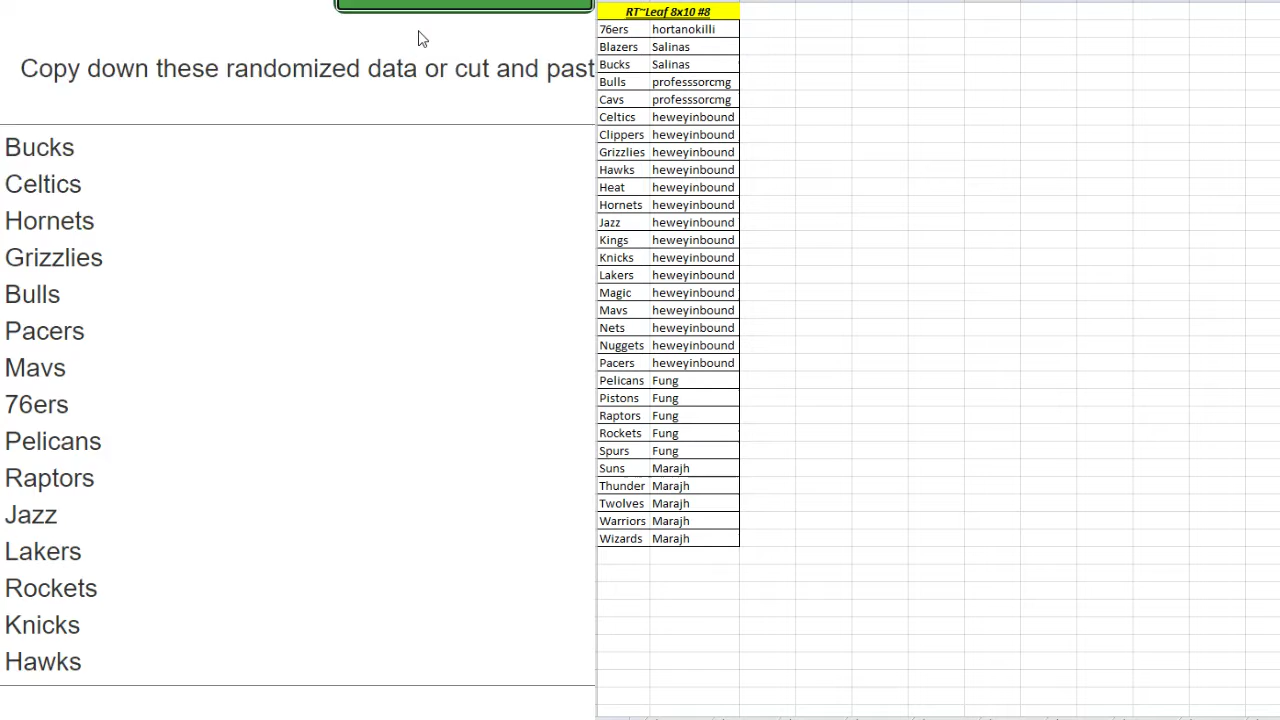 Copy down these randomized data or cut and past
Bucks
Celtics
Hornets
Grizzlies
Bulls
Pacers
Mavs
76ers
Pelicans
Raptors
Jazz
Lakers
Rockets
Knicks
Hawks
RT~Leaf 8x10 #8
76ers hortanokilli
Blazers Salinas
Bucks Salinas
Bulls professsorcmg
Cavs professsorcmg
Celtics heweyinbound
Clippers heweyinbound
Grizzlies heweyinbound
Hawks heweyinbound
Heat heweyinbound
Hornets heweyinbound
Jazz heweyinbound
Kings heweyinbound
Knicks heweyinbound
Lakers heweyinbound
Magic heweyinbound
Mavs heweyinbound
Nets heweyinbound
Nuggets heweyinbound
Pacers heweyinbound
Pelicans Fung
Pistons Fung
Raptors Fung
Rockets Fung
Spurs Fung
Suns Marajh
Thunder Marajh
Twolves Marajh
Warriors Marajh
Wizards Marajh